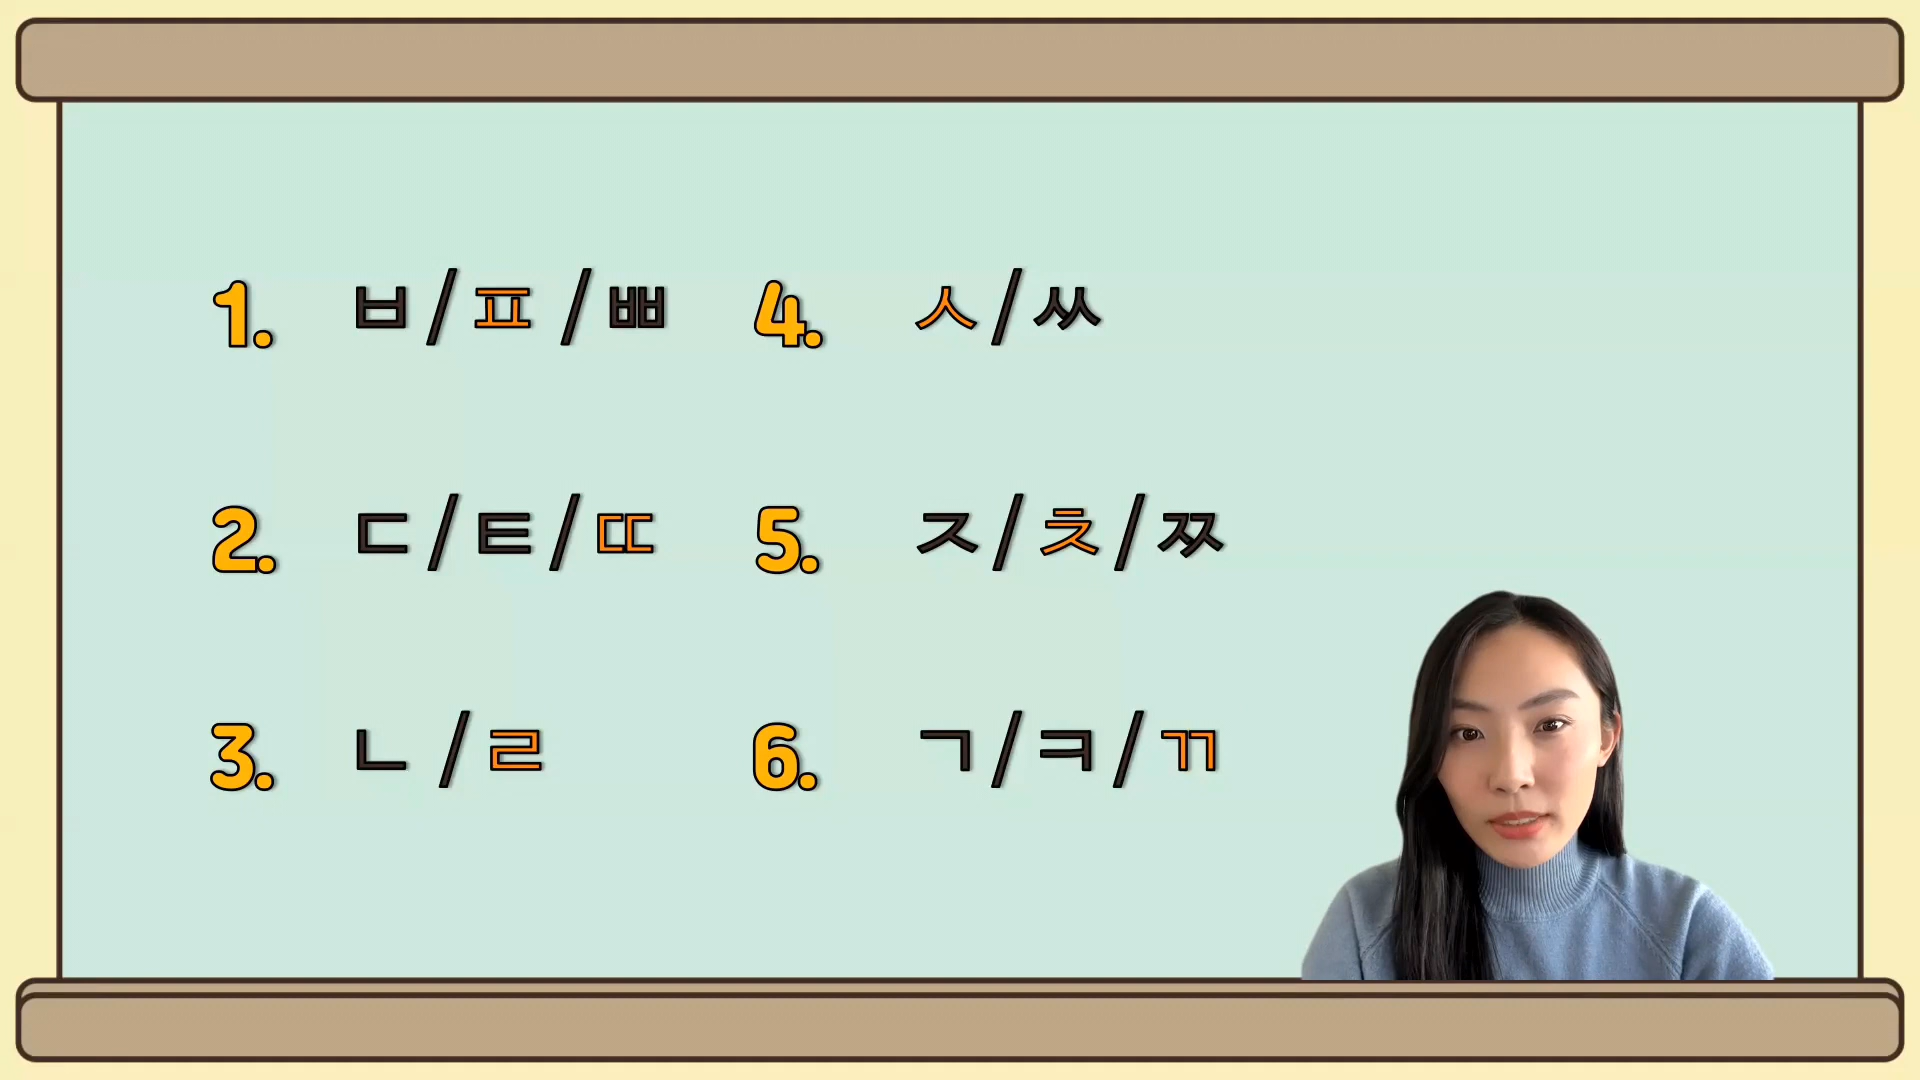 1. ㅂ/ㅍ/ㅃ
2. ㄷ/ㅌ/ㄸ
3. ㄴ/ㄹ
4. ㅅ/ㅆ
5. ㅈ/ㅊ/ㅉ
6. ㄱ/ㅋ/ㄲ